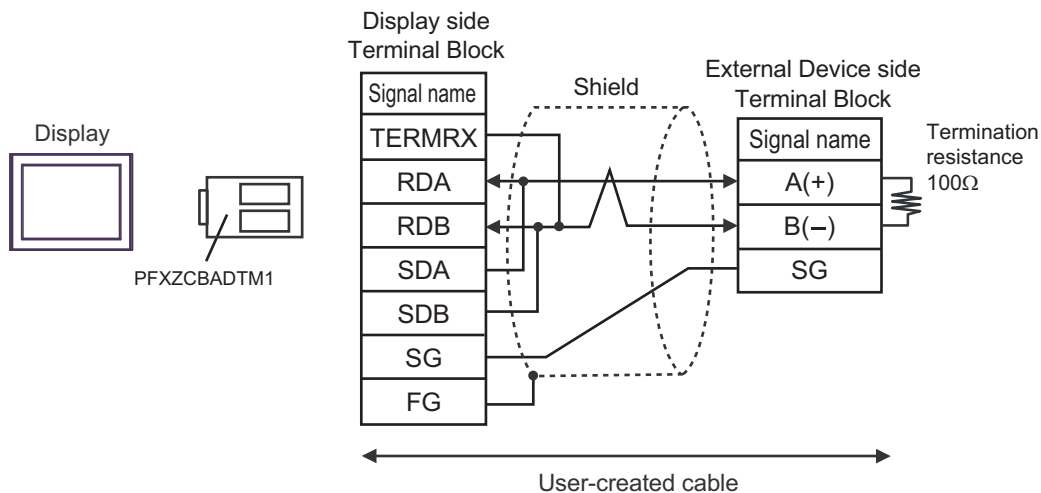 Display side
Terminal Block
Signal name
TERMRX
RDA
RDB
SDA
SDB
SG
FG
Shield
External Device side
Terminal Block
Signal name
A(+)
B(−)
SG
Termination
resistance
100Ω
Display
PFXZCBADTM1
User-created cable